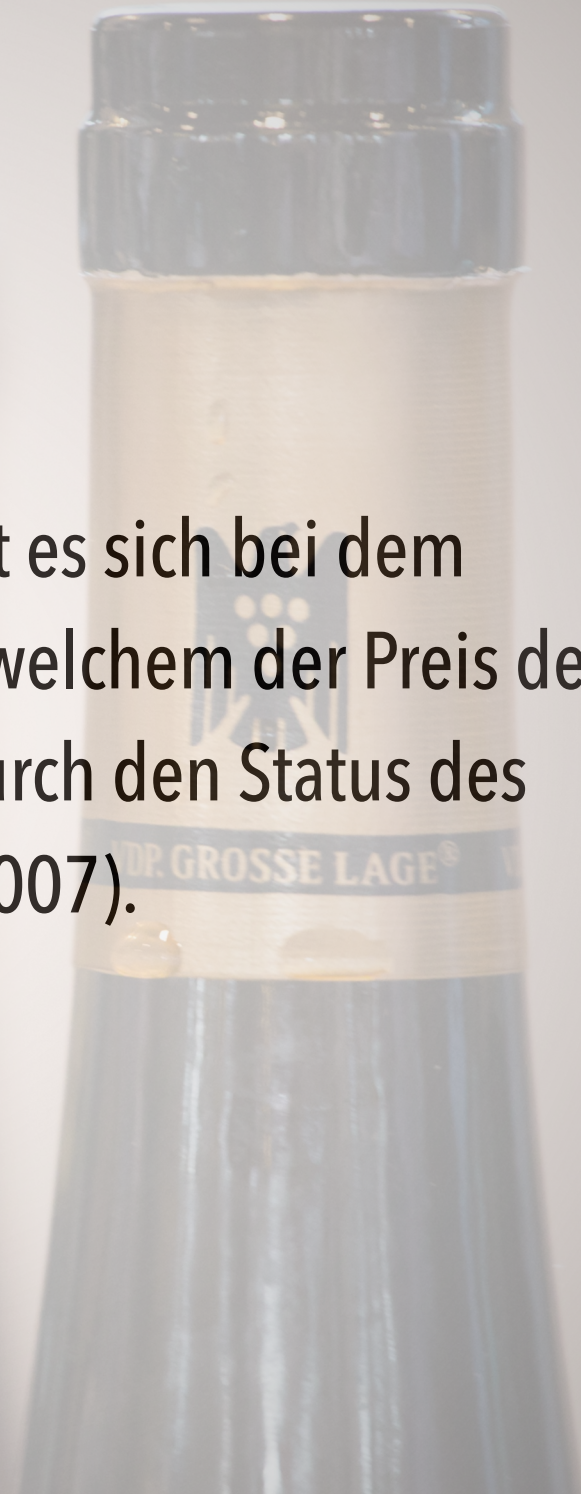 t es sich bei dem
welchem der Preis de
urch den Status des
007).
VDP. GROSSE LAGE®